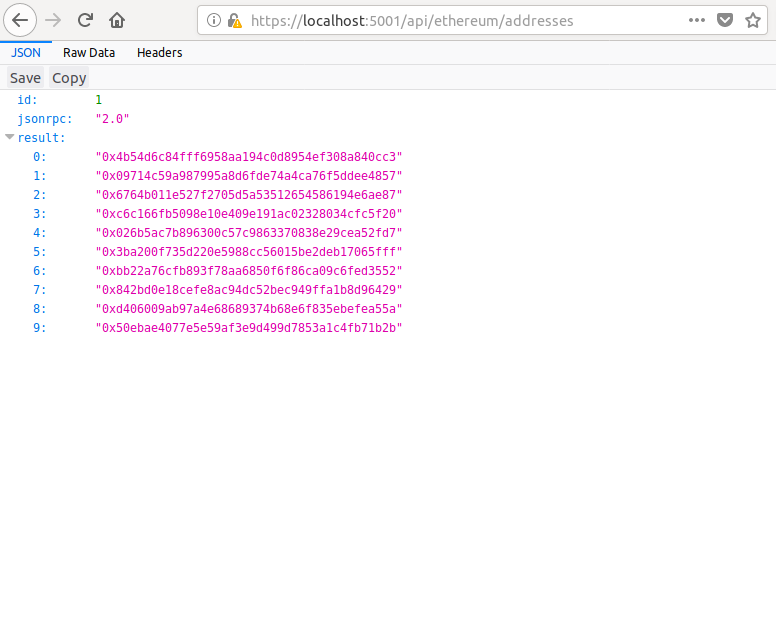 https://localhost:5001/api/ethereum/addresses
JSON Raw Data Headers
Save Copy
id: 1
jsonrpc: "2.0"
result:
0: "0x4b54d6c84fff6958aa194c0d8954ef308a840cc3"
1: "0x09714c59a987995a8d6fde74a4ca76f5ddee4857"
2: "0x6764b011e527f2705d5a53512654586194e6ae87"
3: "0xc6c166fb5098e10e409e191ac02328034cfc5f20"
4: "0x026b5ac7b896300c57c9863370838e29cea52fd7"
5: "0x3ba200f735d220e5988cc56015be2deb17065fff"
6: "0xbb22a76cfb893f78aa6850f6f86ca09c6fed3552"
7: "0x842bd0e18cefe8ac94dc52bec949ffa1b8d96429"
8: "0xd406009ab97a4e68689374b68e6f835ebefea55a"
9: "0x50ebae4077e5e59af3e9d499d7853a1c4fb71b2b"